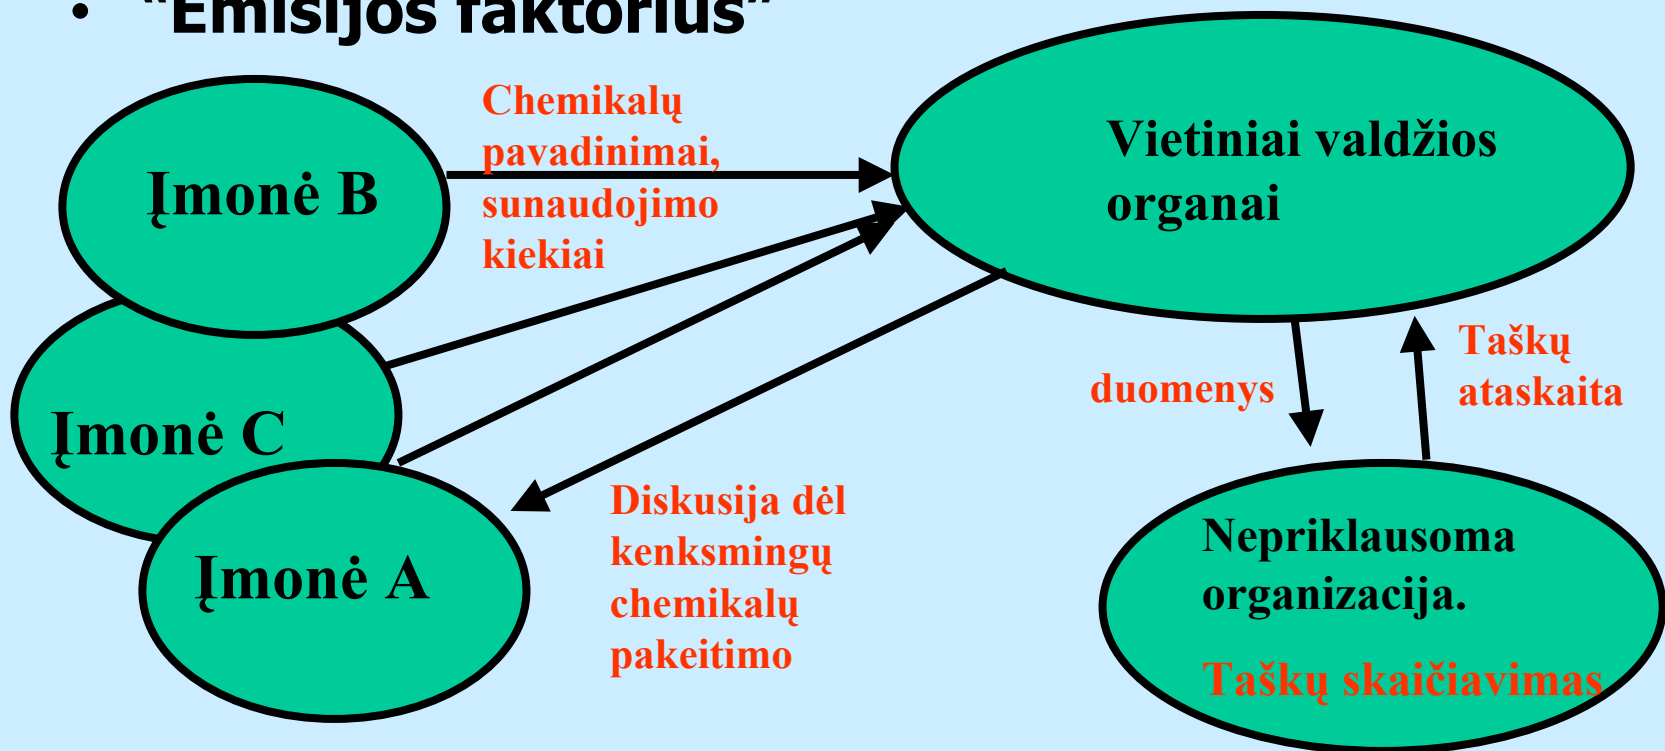 • "Emisijos faktorius"
Chemikalų
pavadinimai,
sunaudojimo
kiekiai
Įmonė B
Vietiniai valdžios
organai
Įmonė C
Įmonė A
duomenys
Taškų
ataskaita
Diskusija dėl
kenksmingų
chemikalų
pakeitimo
Nepriklausoma
organizacija.
Taškų skaičiavimas